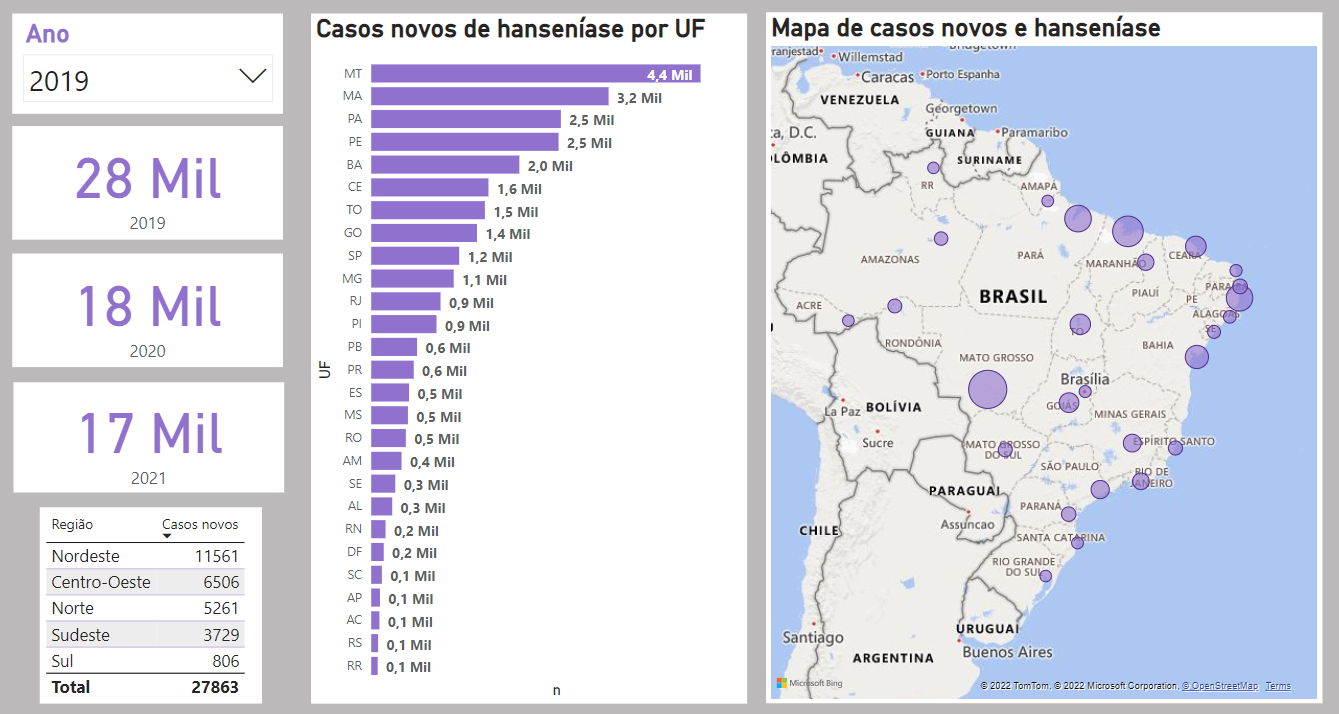 Ano
2019
28 Mil
2019
18 Mil
2020
17 Mil
2021
Região Casos novos
Nordeste 11561
Centro-Oeste 6506
Norte 5261
Sudeste 3729
Sul 806
Total 27863
Casos novos de hanseníase por UF
UF
MT 4,4 Mil
MA 3,2 Mil
PA 2,5 Mil
PE 2,5 Mil
BA 2,0 Mil
CE 1,6 Mil
TO 1,5 Mil
GO 1,4 Mil
SP 1,2 Mil
MG 1,1 Mil
RJ 0,9 Mil
PI 0,9 Mil
PB 0,6 Mil
PR 0,6 Mil
ES 0,5 Mil
MS 0,5 Mil
RO 0,5 Mil
AM 0,4 Mil
SE 0,3 Mil
AL 0,3 Mil
RN 0,2 Mil
DF 0,2 Mil
SC 0,1 Mil
AP 0,1 Mil
AC 0,1 Mil
RS 0,1 Mil
RR 0,1 Mil
n
Mapa de casos novos e hanseníase
ranjestad
Willemstad
Bridgetown
Caracas
Porto Espanha
VENEZUELA
Georgetown
GUIANA
Paramaribo
a, D.C.
LÔMBIA
SURINAME
RR
AMAPÁ
AMAZONAS
PARÁ
MARANHÃO
CEARÁ
BRASIL
PIAUÍ
PARAÍBA
PE
ACRE
ALAGOAS
SE
TO
RONDÔNIA
BAHIA
MATO GROSSO
Brasília
La Paz
BOLÍVIA
GOIÁS
MINAS GERAIS
Sucre
MATO GROSSO
DO SUL
ESPÍRITO SANTO
SÃO PAULO
RIO DE
JANEIRO
PARAGUAI
PARANÁ
Assuncao
CHILE
SANTA CATARINA
RIO GRANDE
DO SUL
URUGUAI
Santiago
Buenos Aires
ARGENTINA
Microsoft Bing
© 2022 TomTom, © 2022 Microsoft Corporation, © OpenStreetMap Terms